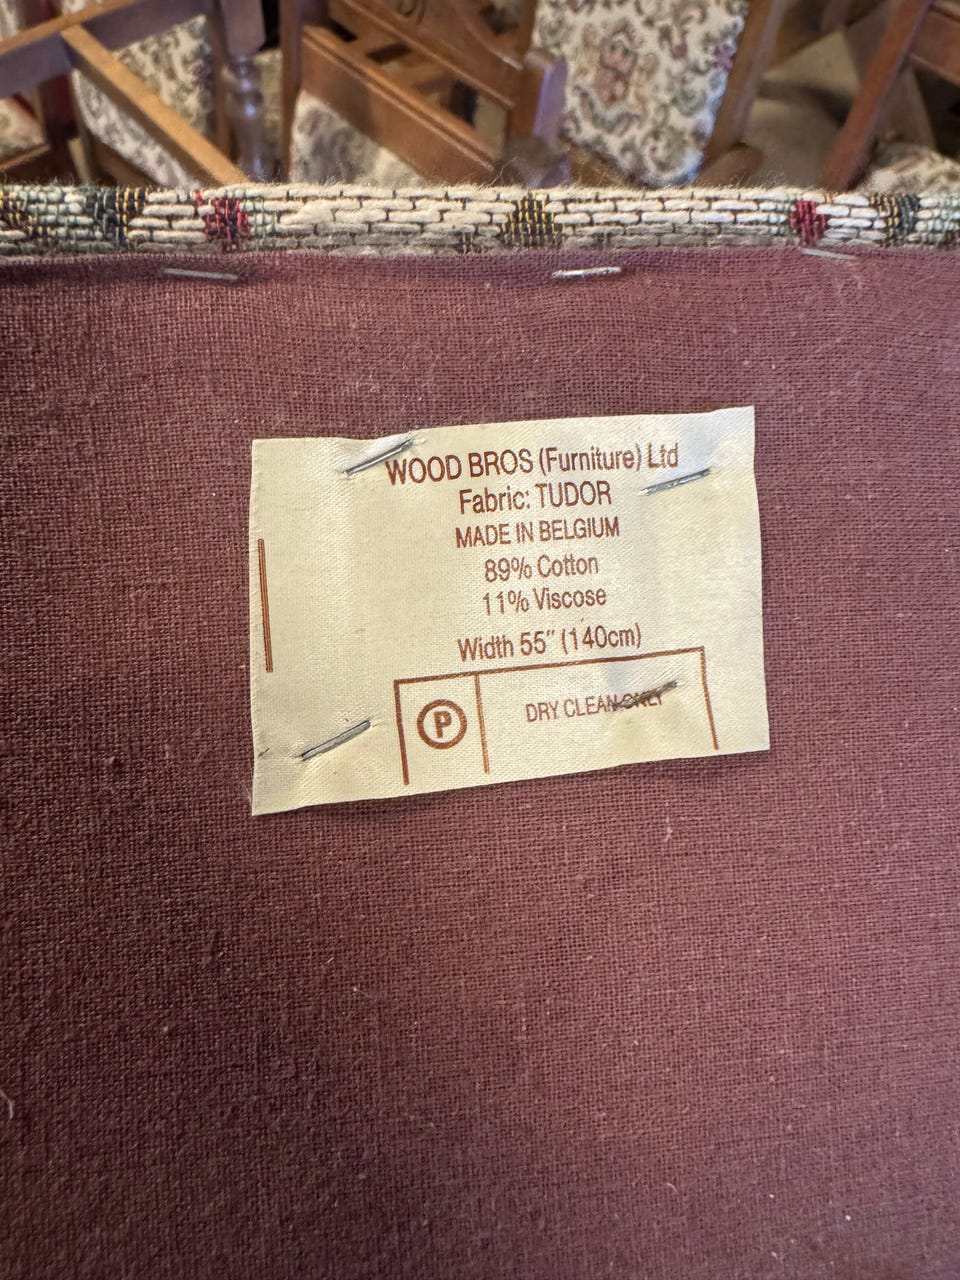 WOOD BROS (Furniture) Ltd
Fabric: TUDOR
MADE IN BELGIUM
89% Cotton
11% Viscose
Width 55" (140cm)
P
DRY CLEAN ONLY